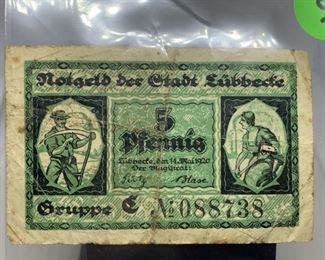 Notgeld der Stadt Lübbecke
5
Pfennig
Lübbecke, den 14. Mai 1920
Der Magistrat:
Gruppe C № 088738